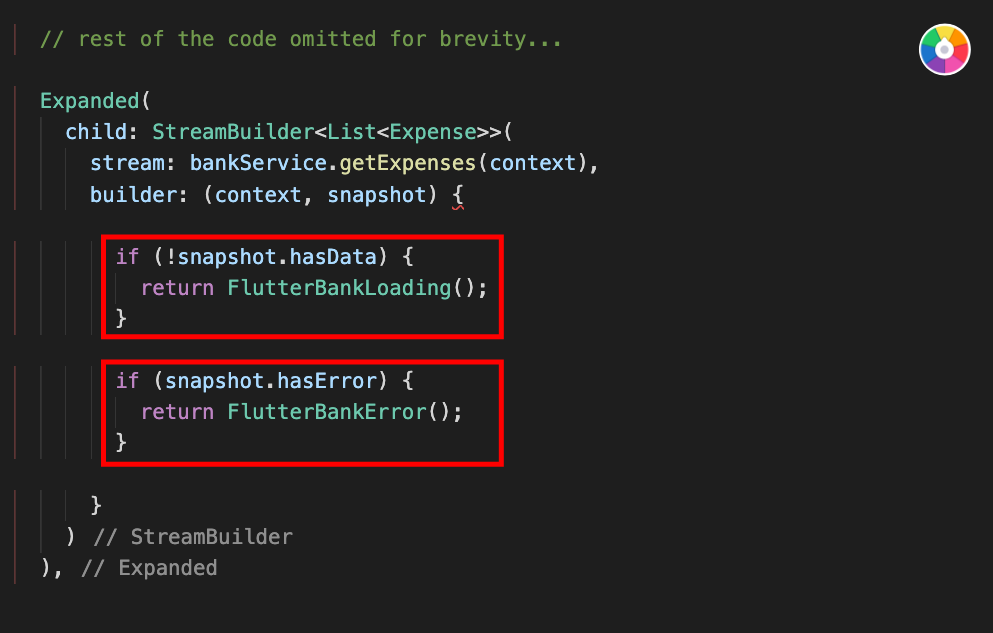 // rest of the code omitted for brevity...
Expanded(
child: StreamBuilder<List<Expense>>(
stream: bankService.getExpenses(context),
builder: (context, snapshot) {
if (!snapshot.hasData) {
return FlutterBankLoading();
}
if (snapshot.hasError) {
return FlutterBankError();
}
}
) // StreamBuilder
), // Expanded